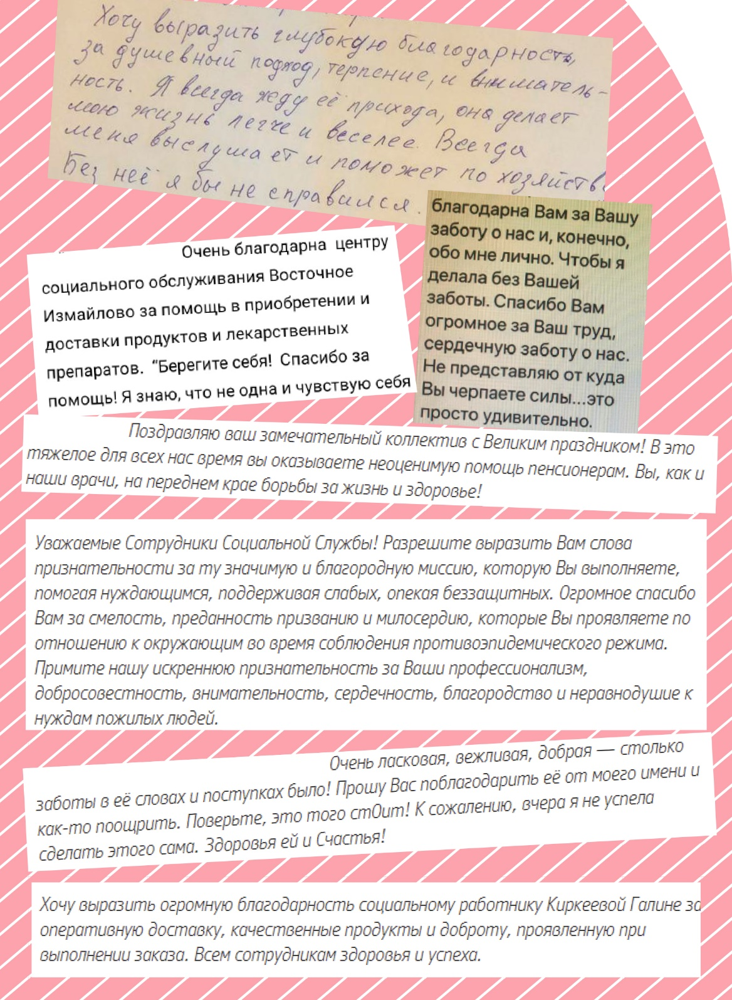 Хочу выразить глубокую благодарность,
за душевный подход, терпение, и вниматель-
ность. Я всегда жду её прихода, она делает
мою жизнь легче и веселее. Всегда
меня выслушает и поможет по хозяйств
Без неё я бы не справился.
благодарна Вам за Вашу
заботу о нас и, конечно,
обо мне лично. Чтобы я
делала без Вашей
заботы. Спасибо Вам
огромное за Ваш труд,
сердечную заботу о нас.
Не представляю от куда
Вы черпаете силы...это
просто удивительно.
Очень благодарна центру
социального обслуживания Восточное
Измайлово за помощь в приобретении и
доставки продуктов и лекарственных
препаратов. “Берегите себя! Спасибо за
помощь! Я знаю, что не одна и чувствую себя
Поздравляю ваш замечательный коллектив с Великим праздником! В это
тяжелое для всех нас время вы оказываете неоценимую помощь пенсионерам. Вы, как и
наши врачи, на переднем крае борьбы за жизнь и здоровье!
Уважаемые Сотрудники Социальной Службы! Разрешите выразить Вам слова
признательности за ту значимую и благородную миссию, которую Вы выполняете,
помогая нуждающимся, поддерживая слабых, опекая беззащитных. Огромное спасибо
Вам за смелость, преданность призванию и милосердию, которые Вы проявляете по
отношению к окружающим во время соблюдения противоэпидемического режима.
Примите нашу искреннюю признательность за Ваши профессионализм,
добросовестность, внимательность, сердечность, благородство и неравнодушие к
нуждам пожилых людей.
Очень ласковая, вежливая, добрая — столько
заботы в её словах и поступках было! Прошу Вас поблагодарить её от моего имени и
как-то поощрить. Поверьте, это того стОит! К сожалению, вчера я не успела
сделать этого сама. Здоровья ей и Счастья!
Хочу выразить огромную благодарность социальному работнику Киркеевой Галине за
оперативную доставку, качественные продукты и доброту, проявленную при
выполнении заказа. Всем сотрудникам здоровья и успеха.